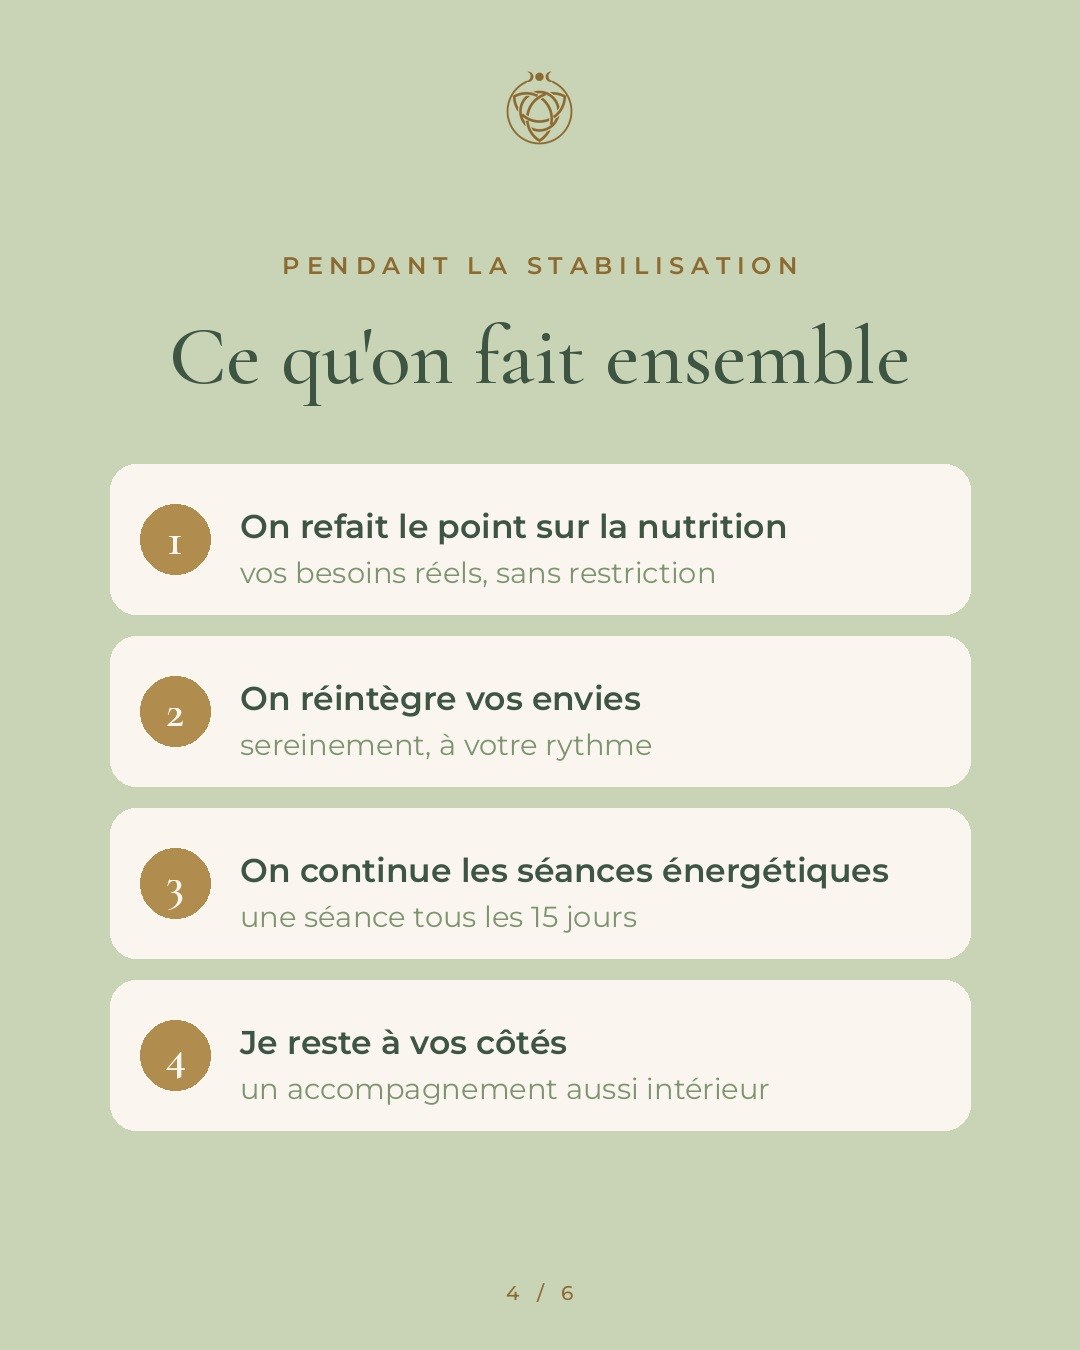 PENDANT LA STABILISATION
Ce qu'on fait ensemble
1
On refait le point sur la nutrition
vos besoins réels, sans restriction
2
On réintègre vos envies
sereinement, à votre rythme
3
On continue les séances énergétiques
une séance tous les 15 jours
4
Je reste à vos côtés
un accompagnement aussi intérieur
4 / 6